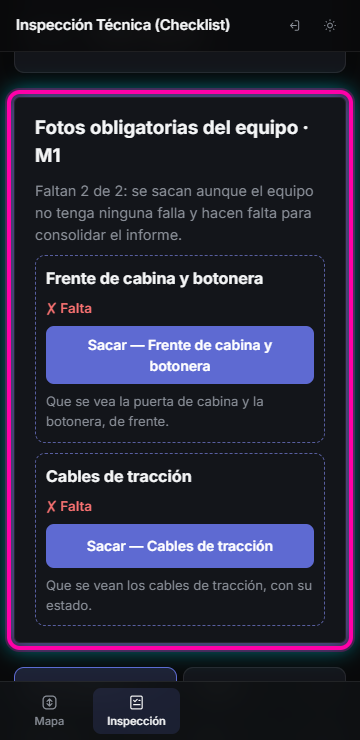 Inspección Técnica (Checklist)
Fotos obligatorias del equipo ·
M1
Faltan 2 de 2: se sacan aunque el equipo
no tenga ninguna falla y hacen falta para
consolidar el informe.
Frente de cabina y botonera
✗ Falta
Sacar — Frente de cabina y
botonera
Que se vea la puerta de cabina y la
botonera, de frente.
Cables de tracción
✗ Falta
Sacar — Cables de tracción
Que se vean los cables de tracción, con su
estado.
Mapa
Inspección